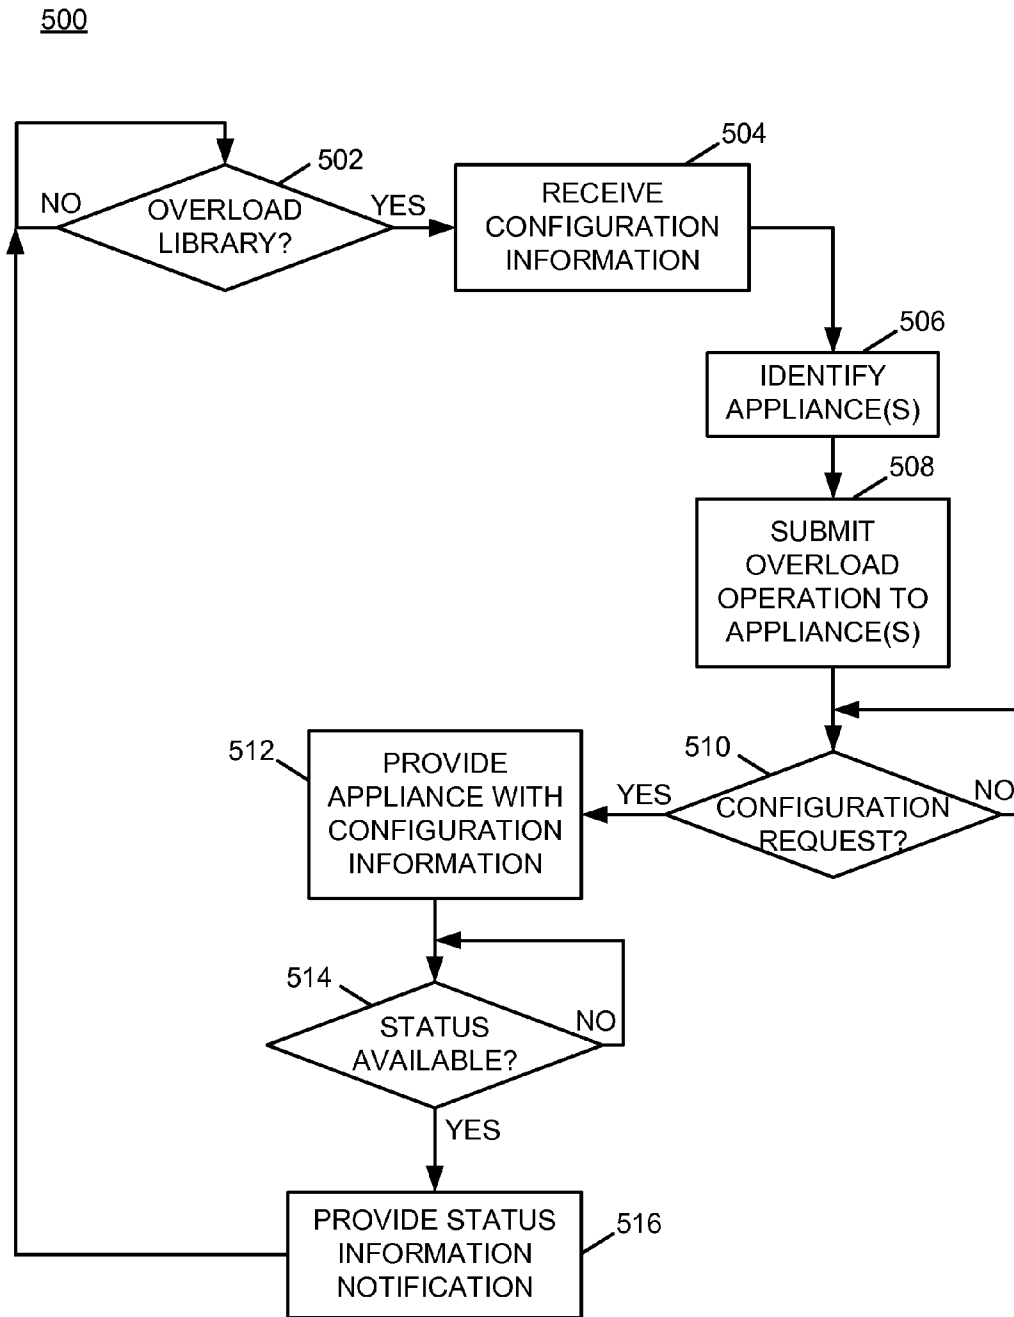 500
502
NO
OVERLOAD
LIBRARY?
YES
504
RECEIVE
CONFIGURATION
INFORMATION
506
IDENTIFY
APPLIANCE(S)
508
SUBMIT
OVERLOAD
OPERATION TO
APPLIANCE(S)
510
CONFIGURATION
REQUEST?
NO
YES
512
PROVIDE
APPLIANCE WITH
CONFIGURATION
INFORMATION
514
STATUS
AVAILABLE?
NO
YES
516
PROVIDE STATUS
INFORMATION
NOTIFICATION